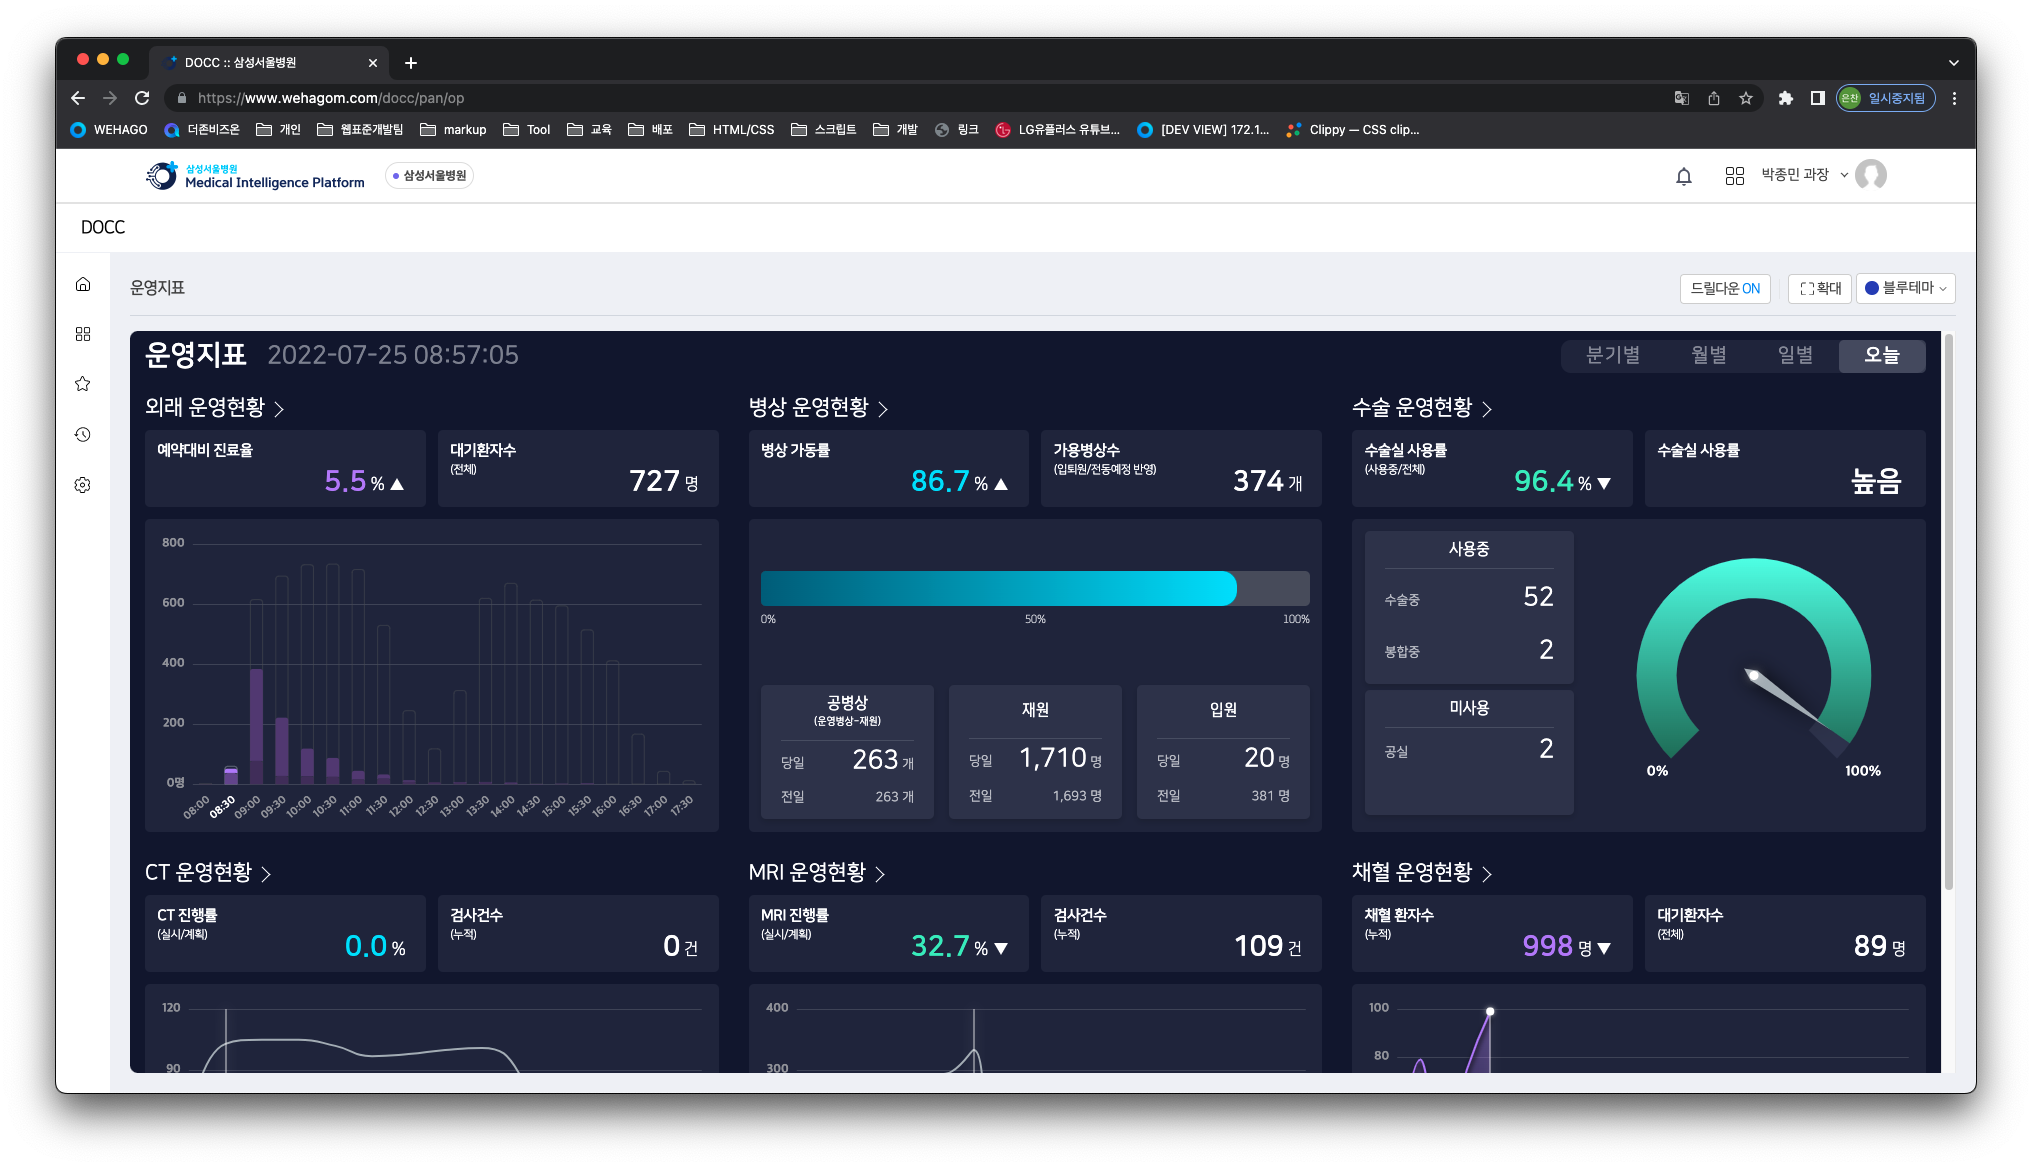 DOCC :: 삼성서울병원
https://www.wehagom.com/docc/pan/op
은찬 일시중지됨
WEHAGO 더존비즈온 개인 웹표준개발팀 markup Tool 교육 배포 HTML/CSS 스크립트 개발 링크 LG유플러스 유튜브... [DEV VIEW] 172.1... Clippy — CSS clip...
삼성서울병원
Medical Intelligence Platform
삼성서울병원
박종민 과장
DOCC
운영지표
드릴다운 ON
확대
블루테마
운영지표 2022-07-25 08:57:05
분기별 월별 일별 오늘
외래 운영현황
예약대비 진료율
5.5 % ▲
대기환자수
(전체)
727 명
800
600
400
200
0명
08:00 08:30 09:00 09:30 10:00 10:30 11:00 11:30 12:00 12:30 13:00 13:30 14:00 14:30 15:00 15:30 16:00 16:30 17:00 17:30
병상 운영현황
병상 가동률
86.7 % ▲
가용병상수
(입퇴원/전동예정 반영)
374 개
0% 50% 100%
공병상
(운영병상-재원)
당일 263 개
전일 263 개
재원
당일 1,710 명
전일 1,693 명
입원
당일 20 명
전일 381 명
수술 운영현황
수술실 사용률
(사용중/전체)
96.4 % ▼
수술실 사용률
높음
사용중
수술중 52
봉합중 2
미사용
공실 2
0% 100%
CT 운영현황
CT 진행률
(실시/계획)
0.0 %
검사건수
(누적)
0 건
120
90
MRI 운영현황
MRI 진행률
(실시/계획)
32.7 % ▼
검사건수
(누적)
109 건
400
300
채혈 운영현황
채혈 환자수
(누적)
998 명 ▼
대기환자수
(전체)
89 명
100
80